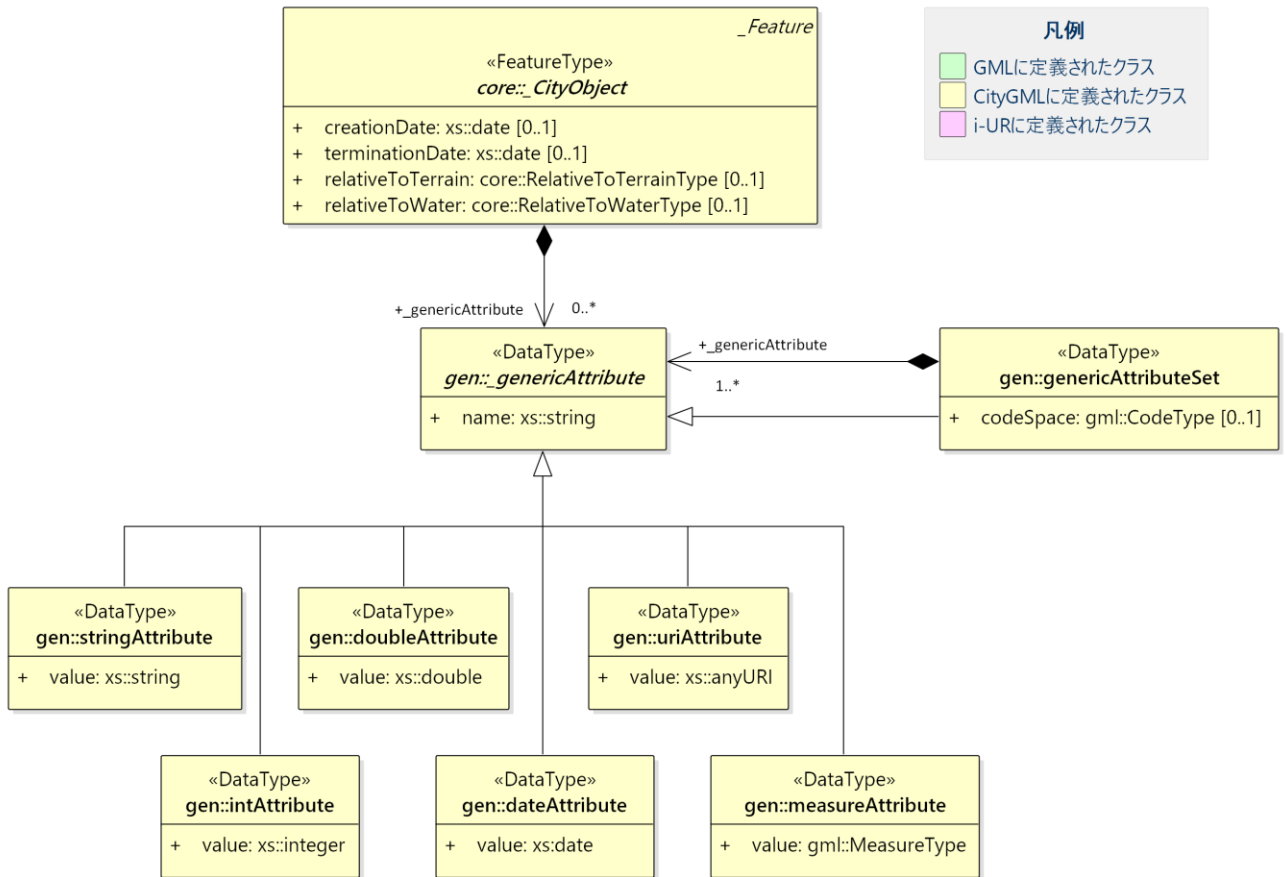 _Feature
«FeatureType»
core::_CityObject
+ creationDate: xs::date [0..1]
+ terminationDate: xs::date [0..1]
+ relativeToTerrain: core::RelativeToTerrainType [0..1]
+ relativeToWater: core::RelativeToWaterType [0..1]
凡例
GMLに定義されたクラス
CityGMLに定義されたクラス
i-URに定義されたクラス
+_genericAttribute 0..*
«DataType»
gen::_genericAttribute
+ name: xs::string
+_genericAttribute
1..*
«DataType»
gen::genericAttributeSet
+ codeSpace: gml::CodeType [0..1]
«DataType»
gen::stringAttribute
+ value: xs::string
«DataType»
gen::doubleAttribute
+ value: xs::double
«DataType»
gen::uriAttribute
+ value: xs::anyURI
«DataType»
gen::intAttribute
+ value: xs::integer
«DataType»
gen::dateAttribute
+ value: xs:date
«DataType»
gen::measureAttribute
+ value: gml::MeasureType